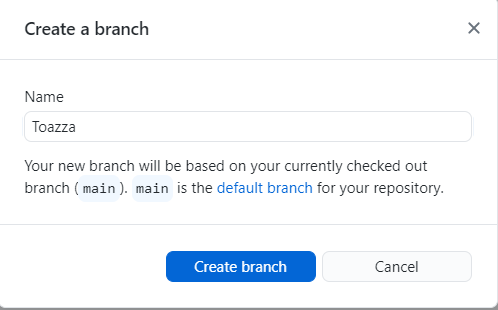 Create a branch
Name
Toazza
Your new branch will be based on your currently checked out
branch ( main ). main is the default branch for your repository.
Create branch
Cancel